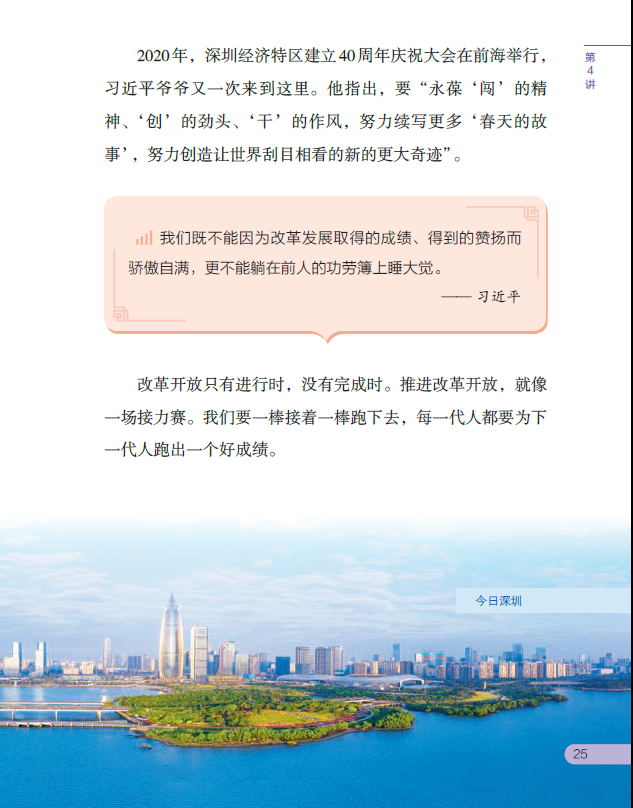 2020年，深圳经济特区建立40周年庆祝大会在前海举行，
习近平爷爷又一次来到这里。他指出，要“永葆‘闯’的精
神、‘创’的劲头、‘干’的作风，努力续写更多‘春天的故
事’，努力创造让世界刮目相看的新的更大奇迹”。
第
4
讲
我们既不能因为改革发展取得的成绩、得到的赞扬而
骄傲自满，更不能躺在前人的功劳簿上睡大觉。
—— 习近平
改革开放只有进行时，没有完成时。推进改革开放，就像
一场接力赛。我们要一棒接着一棒跑下去，每一代人都要为下
一代人跑出一个好成绩。
今日深圳
25